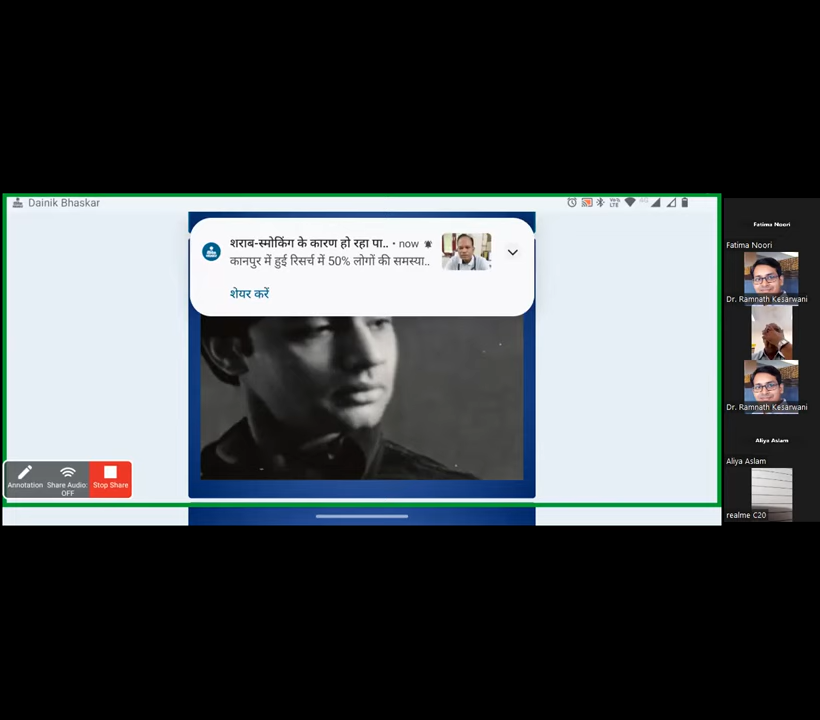 Dainik Bhaskar
शराब-स्मोकिंग के कारण हो रहा पा.. • now
कानपुर में हुई रिसर्च में 50% लोगों की समस्या..
शेयर करें
Annotation
Share Audio: OFF
Stop Share
Fatima Noori
Fatima Noori
Dr. Ramnath Kesarwani
Dr. Ramnath Kesarwani
Aliya Aslam
Aliya Aslam
realme C20